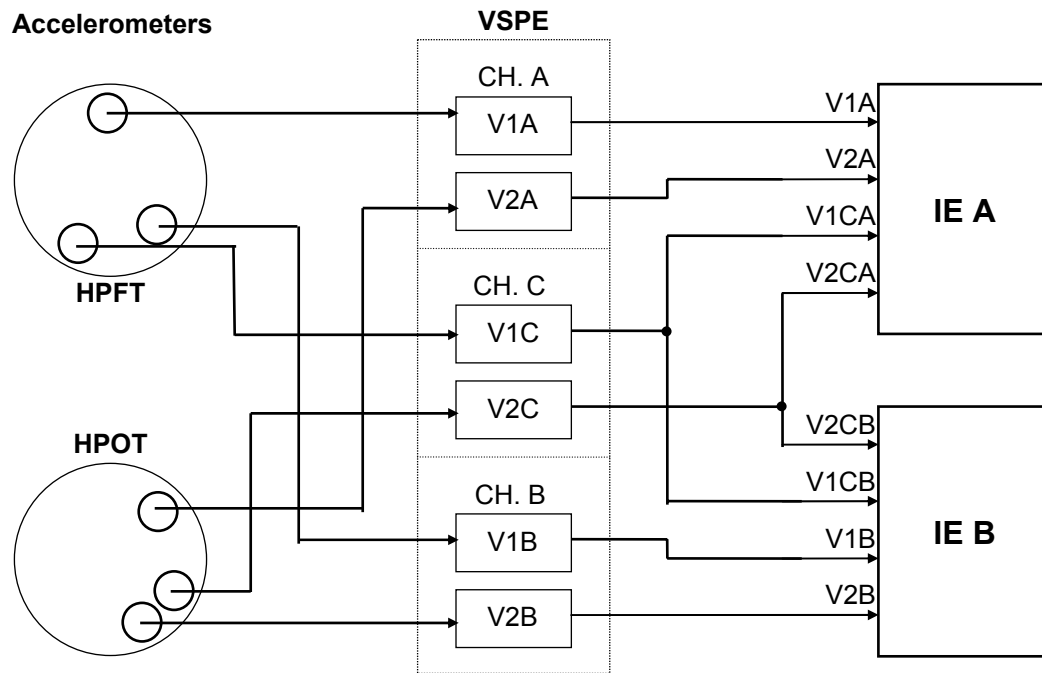 Accelerometers
VSPE
CH. A
V1A
V2A
CH. C
V1C
V2C
CH. B
V1B
V2B
HPFT
HPOT
V1A
V2A
V1CA
V2CA
IE A
V2CB
V1CB
V1B
V2B
IE B